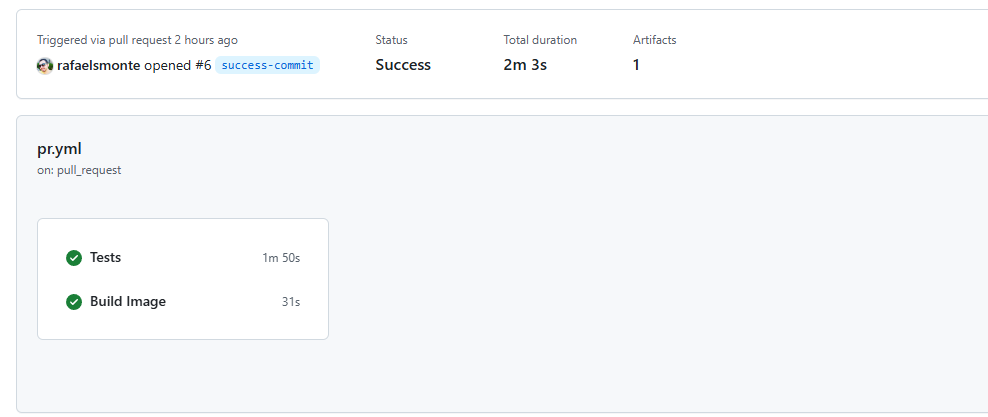 Triggered via pull request 2 hours ago
rafaelsmonte opened #6 success-commit
Status
Success
Total duration
2m 3s
Artifacts
1
pr.yml
on: pull_request
Tests 1m 50s
Build Image 31s